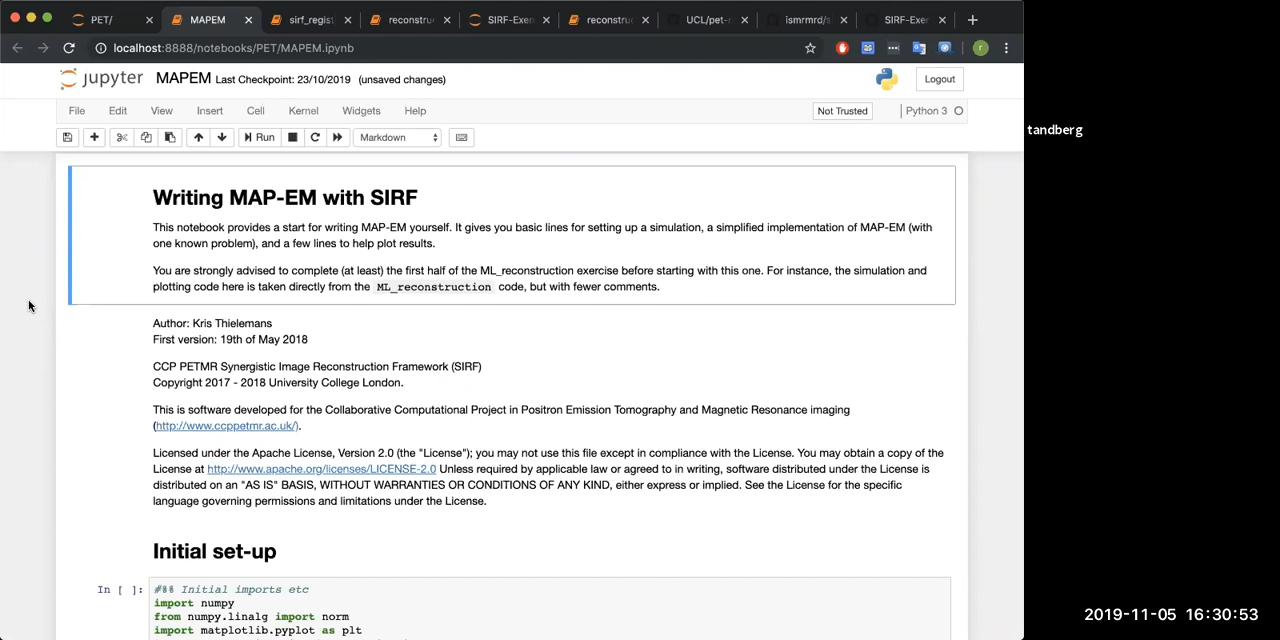 PET/
MAPEM
sirf_regist
reconstru
SIRF-Exer
reconstru
UCL/pet-r
ismrmrd/s
SIRF-Exer
localhost:8888/notebooks/PET/MAPEM.ipynb
r
jupyter MAPEM Last Checkpoint: 23/10/2019 (unsaved changes)
Logout
File Edit View Insert Cell Kernel Widgets Help
Not Trusted
Python 3
Run
Markdown
tandberg
Writing MAP-EM with SIRF
This notebook provides a start for writing MAP-EM yourself. It gives you basic lines for setting up a simulation, a simplified implementation of MAP-EM (with
one known problem), and a few lines to help plot results.
You are strongly advised to complete (at least) the first half of the ML_reconstruction exercise before starting with this one. For instance, the simulation and
plotting code here is taken directly from the ML_reconstruction code, but with fewer comments.
Author: Kris Thielemans
First version: 19th of May 2018
CCP PETMR Synergistic Image Reconstruction Framework (SIRF)
Copyright 2017 - 2018 University College London.
This is software developed for the Collaborative Computational Project in Positron Emission Tomography and Magnetic Resonance imaging
(http://www.ccppetmr.ac.uk/).
Licensed under the Apache License, Version 2.0 (the "License"); you may not use this file except in compliance with the License. You may obtain a copy of the
License at http://www.apache.org/licenses/LICENSE-2.0 Unless required by applicable law or agreed to in writing, software distributed under the License is
distributed on an "AS IS" BASIS, WITHOUT WARRANTIES OR CONDITIONS OF ANY KIND, either express or implied. See the License for the specific
language governing permissions and limitations under the License.
Initial set-up
In [ ]:
#%% Initial imports etc
import numpy
from numpy.linalg import norm
import matplotlib.pyplot as plt
2019-11-05 16:30:53